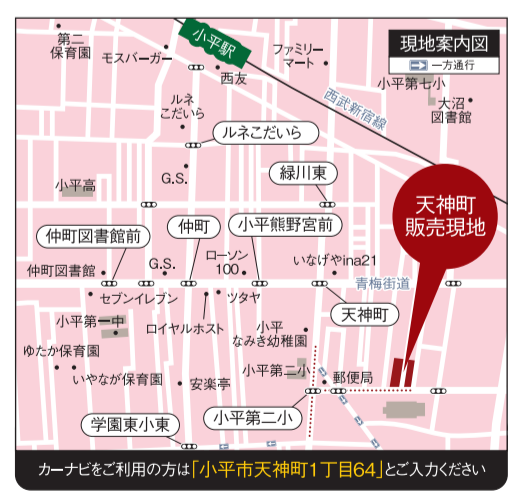 現地案内図
一方通行
小平駅
第二
保育園
モスバーガー
ファミリー
マート
西友
小平第七小
大沼
図書館
西武新宿線
ルネ
こだいら
ルネこだいら
G.S.
緑川東
小平高
天神町
販売現地
仲町図書館前
仲町
小平熊野宮前
仲町図書館
G.S.
ローソン
100
いなげやina21
青梅街道
セブンイレブン
ツタヤ
天神町
ロイヤルホスト
小平第一中
小平
なみき幼稚園
ゆたか保育園
いやなが保育園
安楽亭
小平第二小
郵便局
小平第二小
学園東小東
カーナビをご利用の方は「小平市天神町1丁目64」とご入力ください